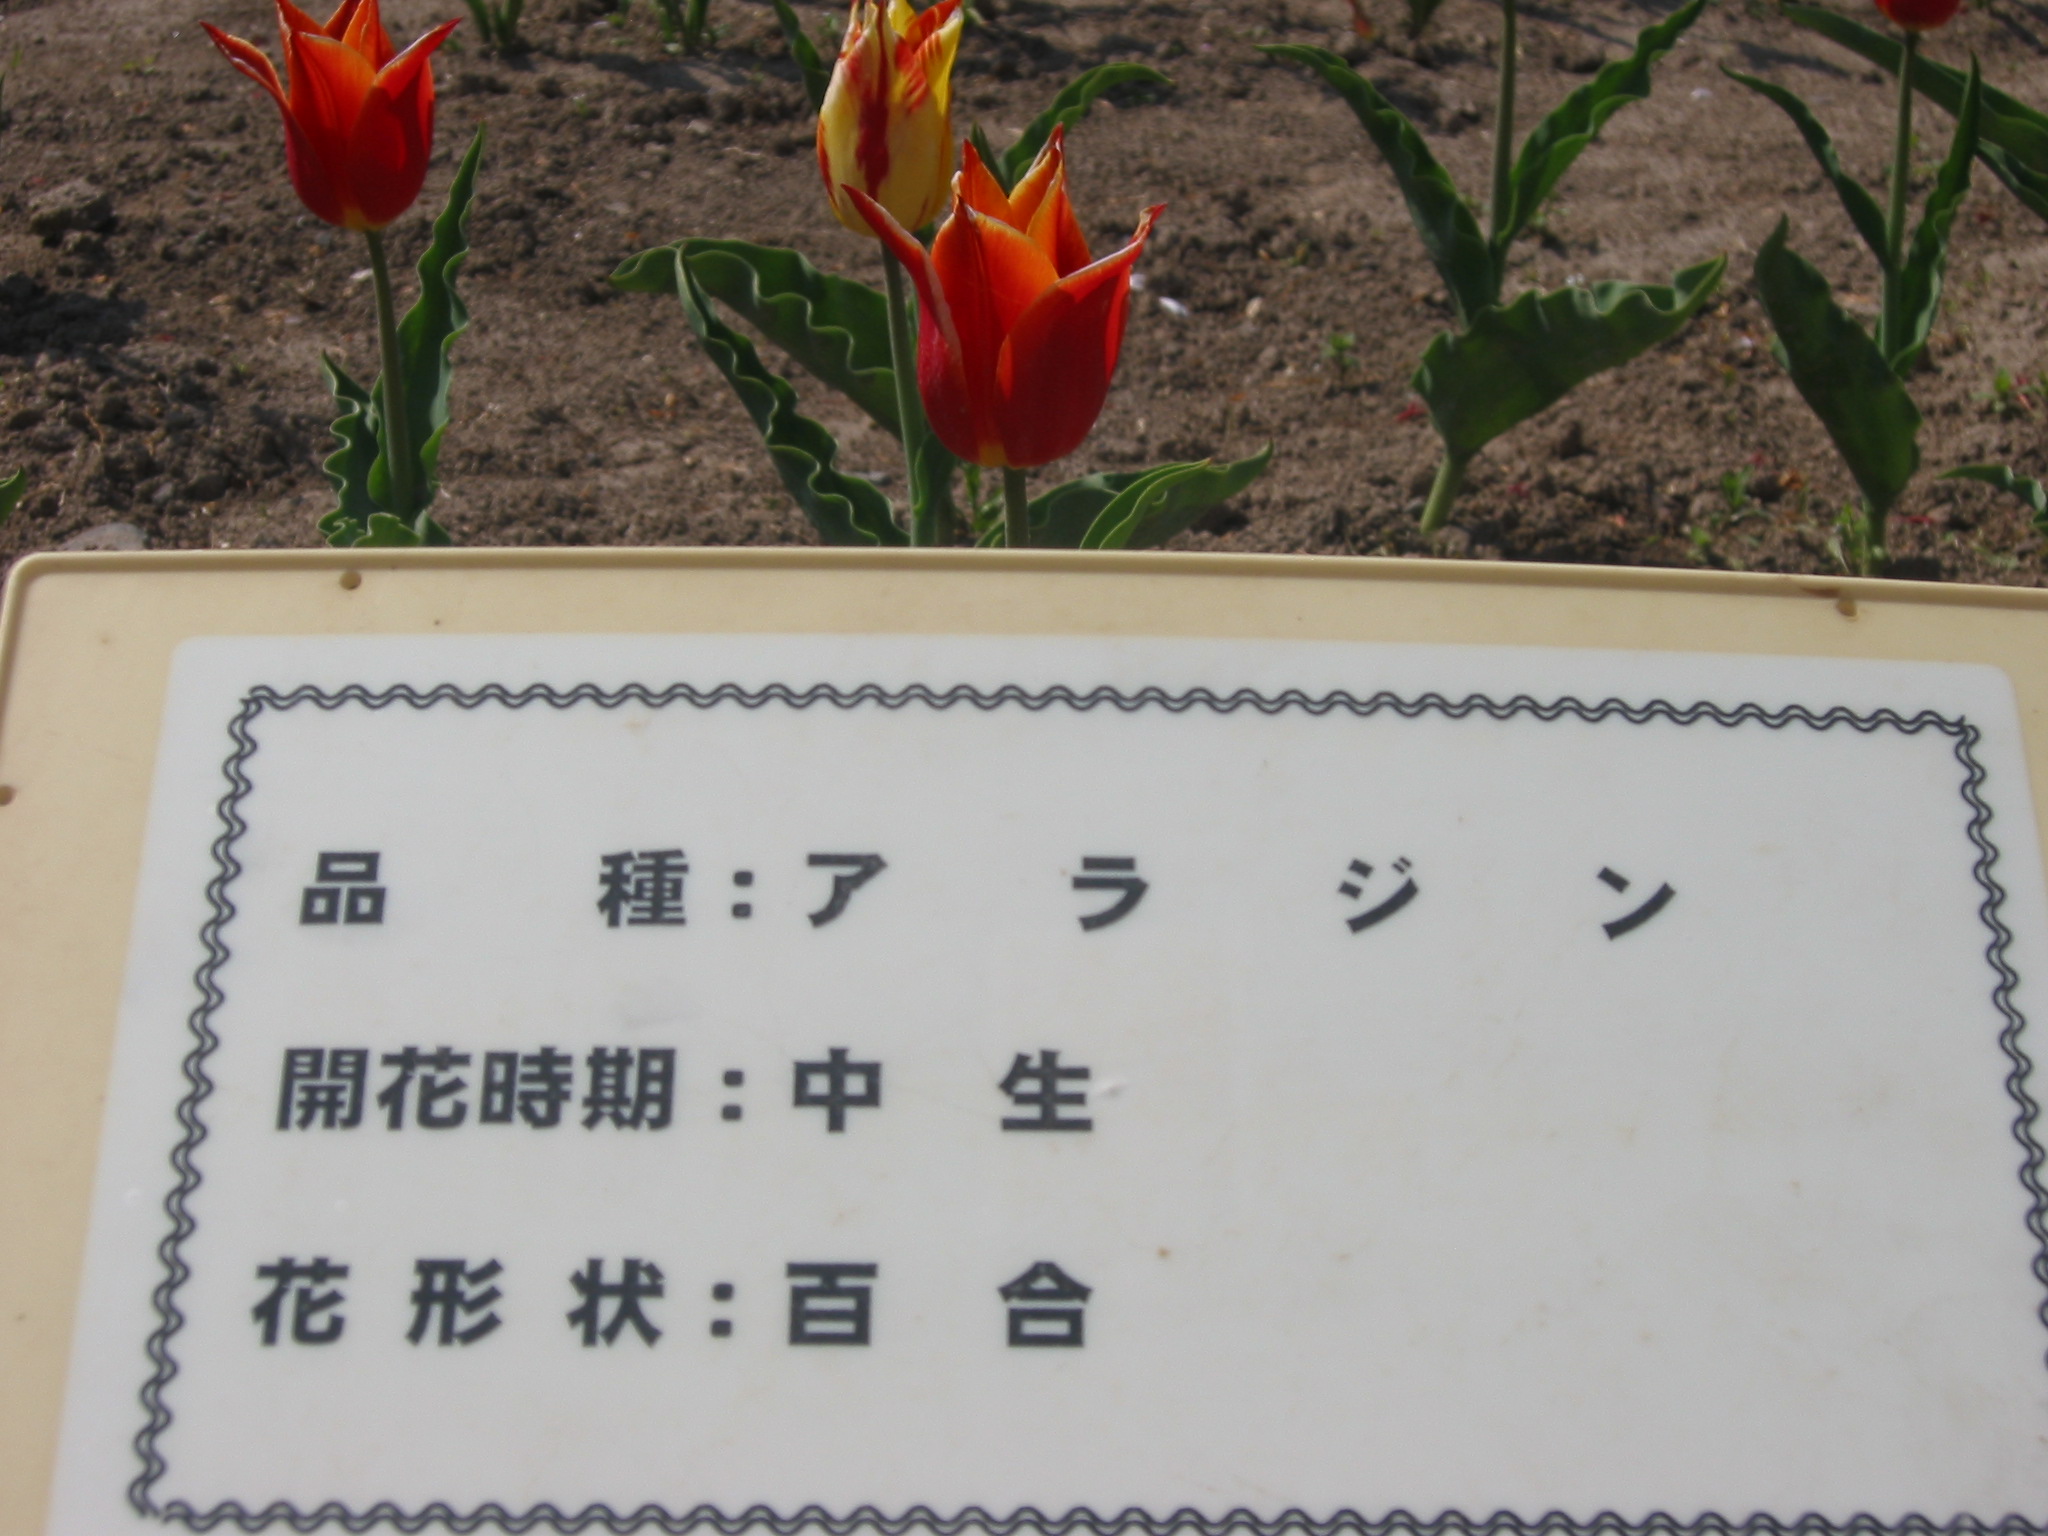 品種：アラジン
開花時期：中生
花形状：百合